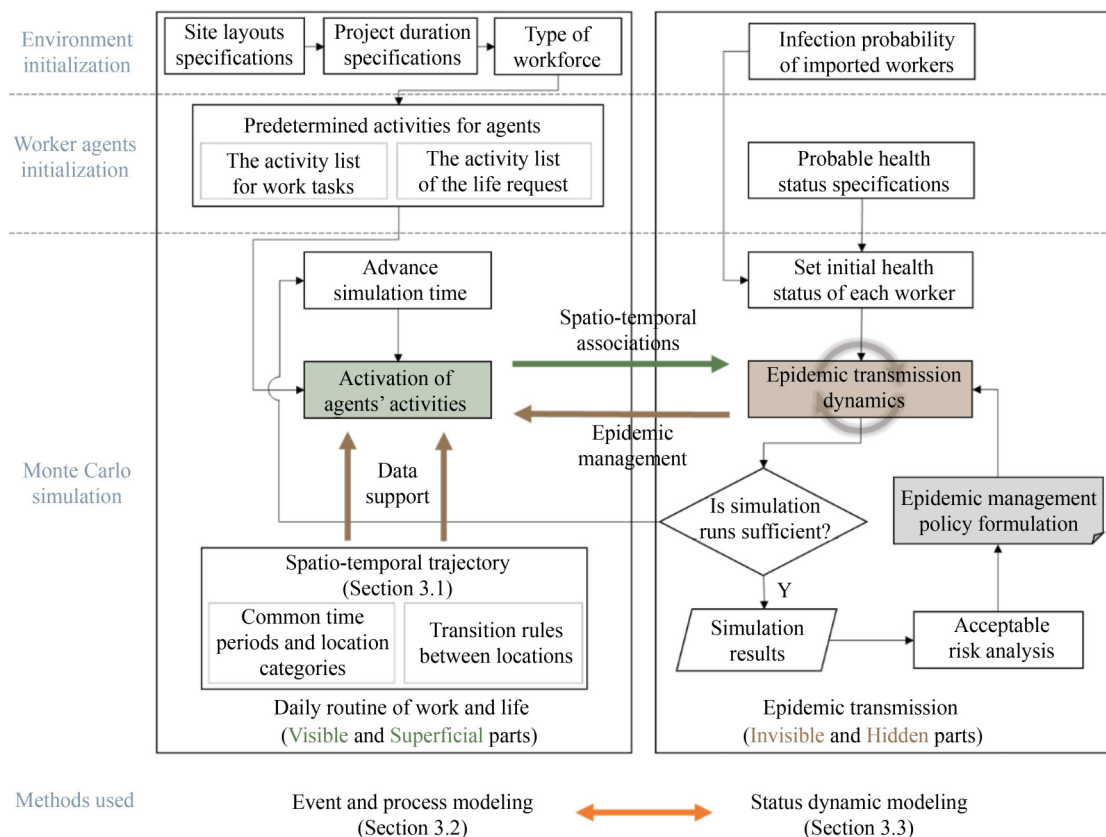 Environment
initialization
Site layouts
specifications
Project duration
specifications
Type of
workforce
Infection probability
of imported workers
Worker agents
initialization
Predetermined activities for agents
The activity list
for work tasks
The activity list
of the life request
Probable health
status specifications
Monte Carlo
simulation
Advance
simulation time
Set initial health
status of each worker
Spatio-temporal
associations
Activation of
agents' activities
Epidemic transmission
dynamics
Epidemic
management
Data
support
Is simulation
runs sufficient?
Epidemic management
policy formulation
Y
Spatio-temporal trajectory
(Section 3.1)
Common time
periods and location
categories
Transition rules
between locations
Simulation
results
Acceptable
risk analysis
Daily routine of work and life
(Visible and Superficial parts)
Epidemic transmission
(Invisible and Hidden parts)
Methods used
Event and process modeling
(Section 3.2)
Status dynamic modeling
(Section 3.3)